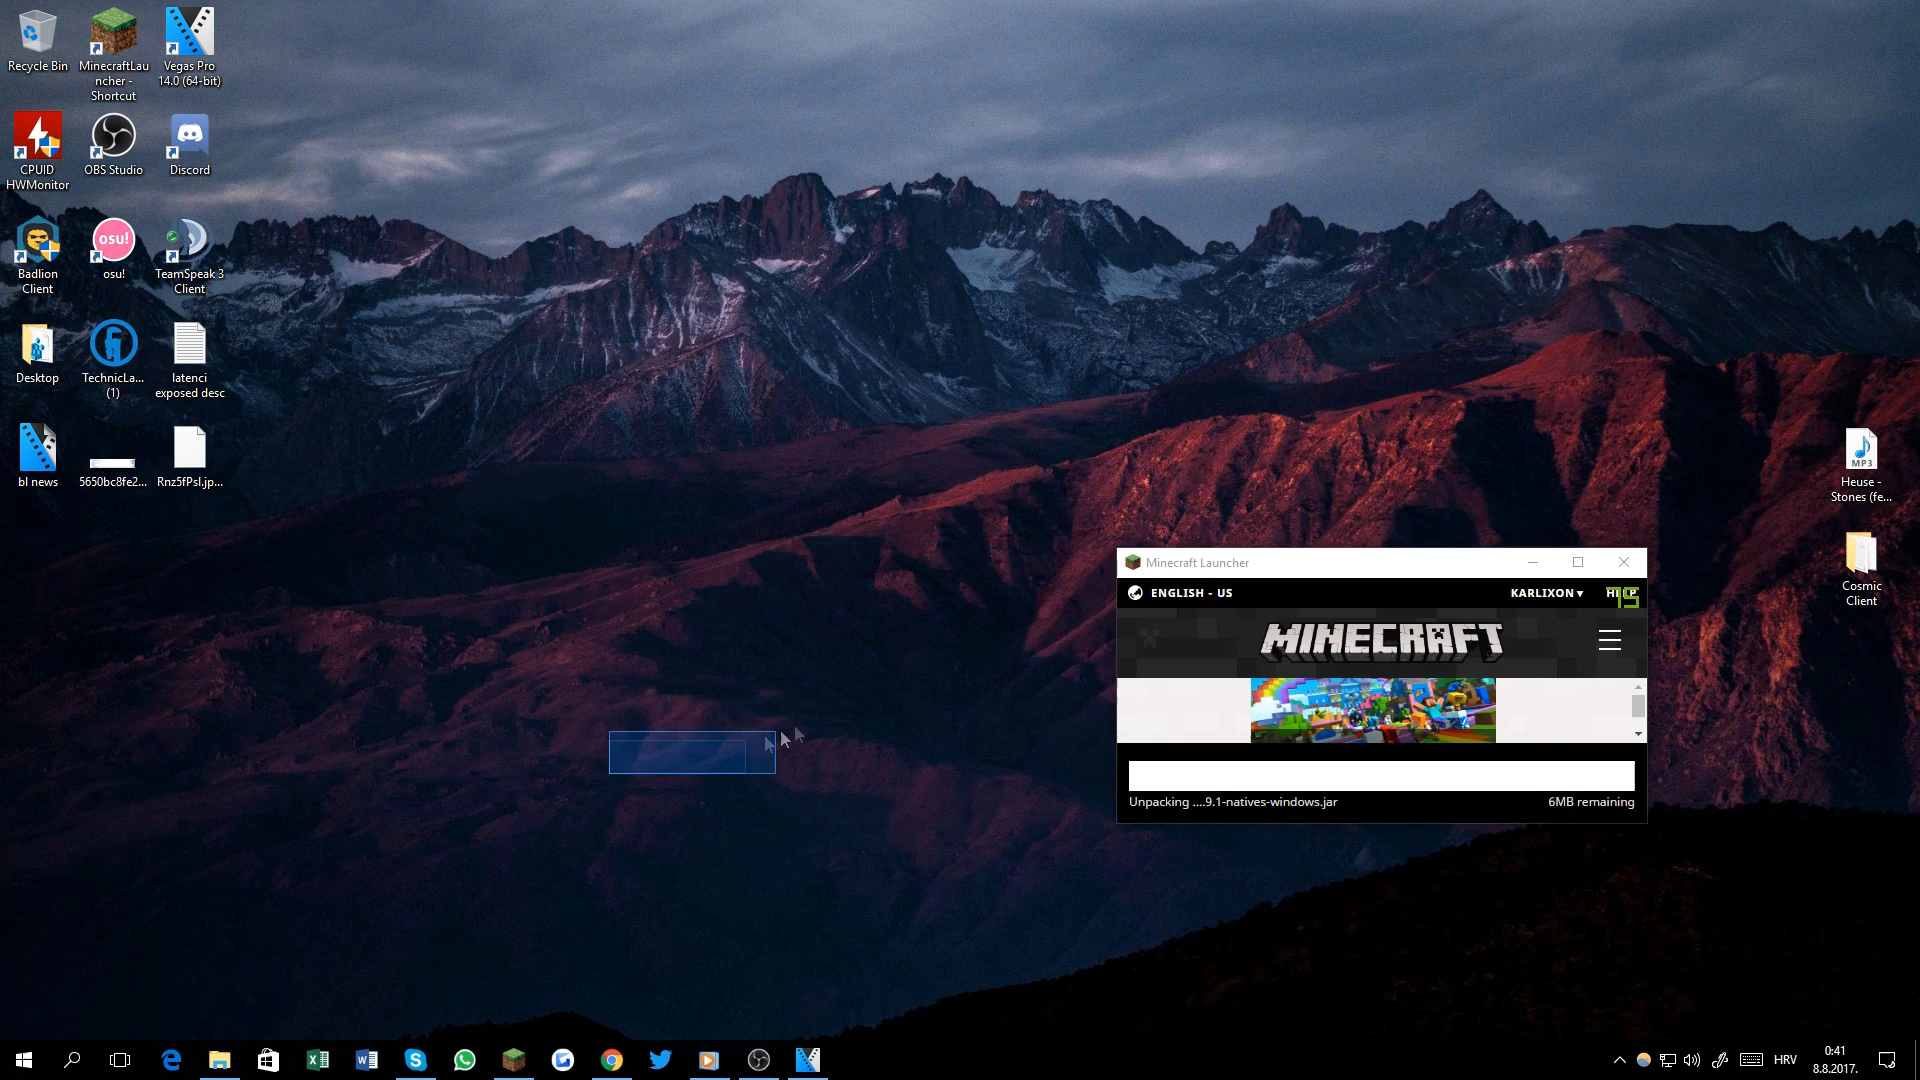 Recycle Bin
MinecraftLau
ncher -
Shortcut
Vegas Pro
14.0 (64-bit)
CPUID
HWMonitor
OBS Studio
Discord
Badlion
Client
osu!
osu!
TeamSpeak 3
Client
Desktop
TechnicLa...
(1)
latenci
exposed desc
bl news
5650bc8fe2...
Rnz5fPsl.jp...
MP3
Heuse -
Stones (fe...
Cosmic
Client
Minecraft Launcher
ENGLISH - US
KARLIXON
75
MINECRAFT
Unpacking ....9.1-natives-windows.jar
6MB remaining
HRV
0:41
8.8.2017.